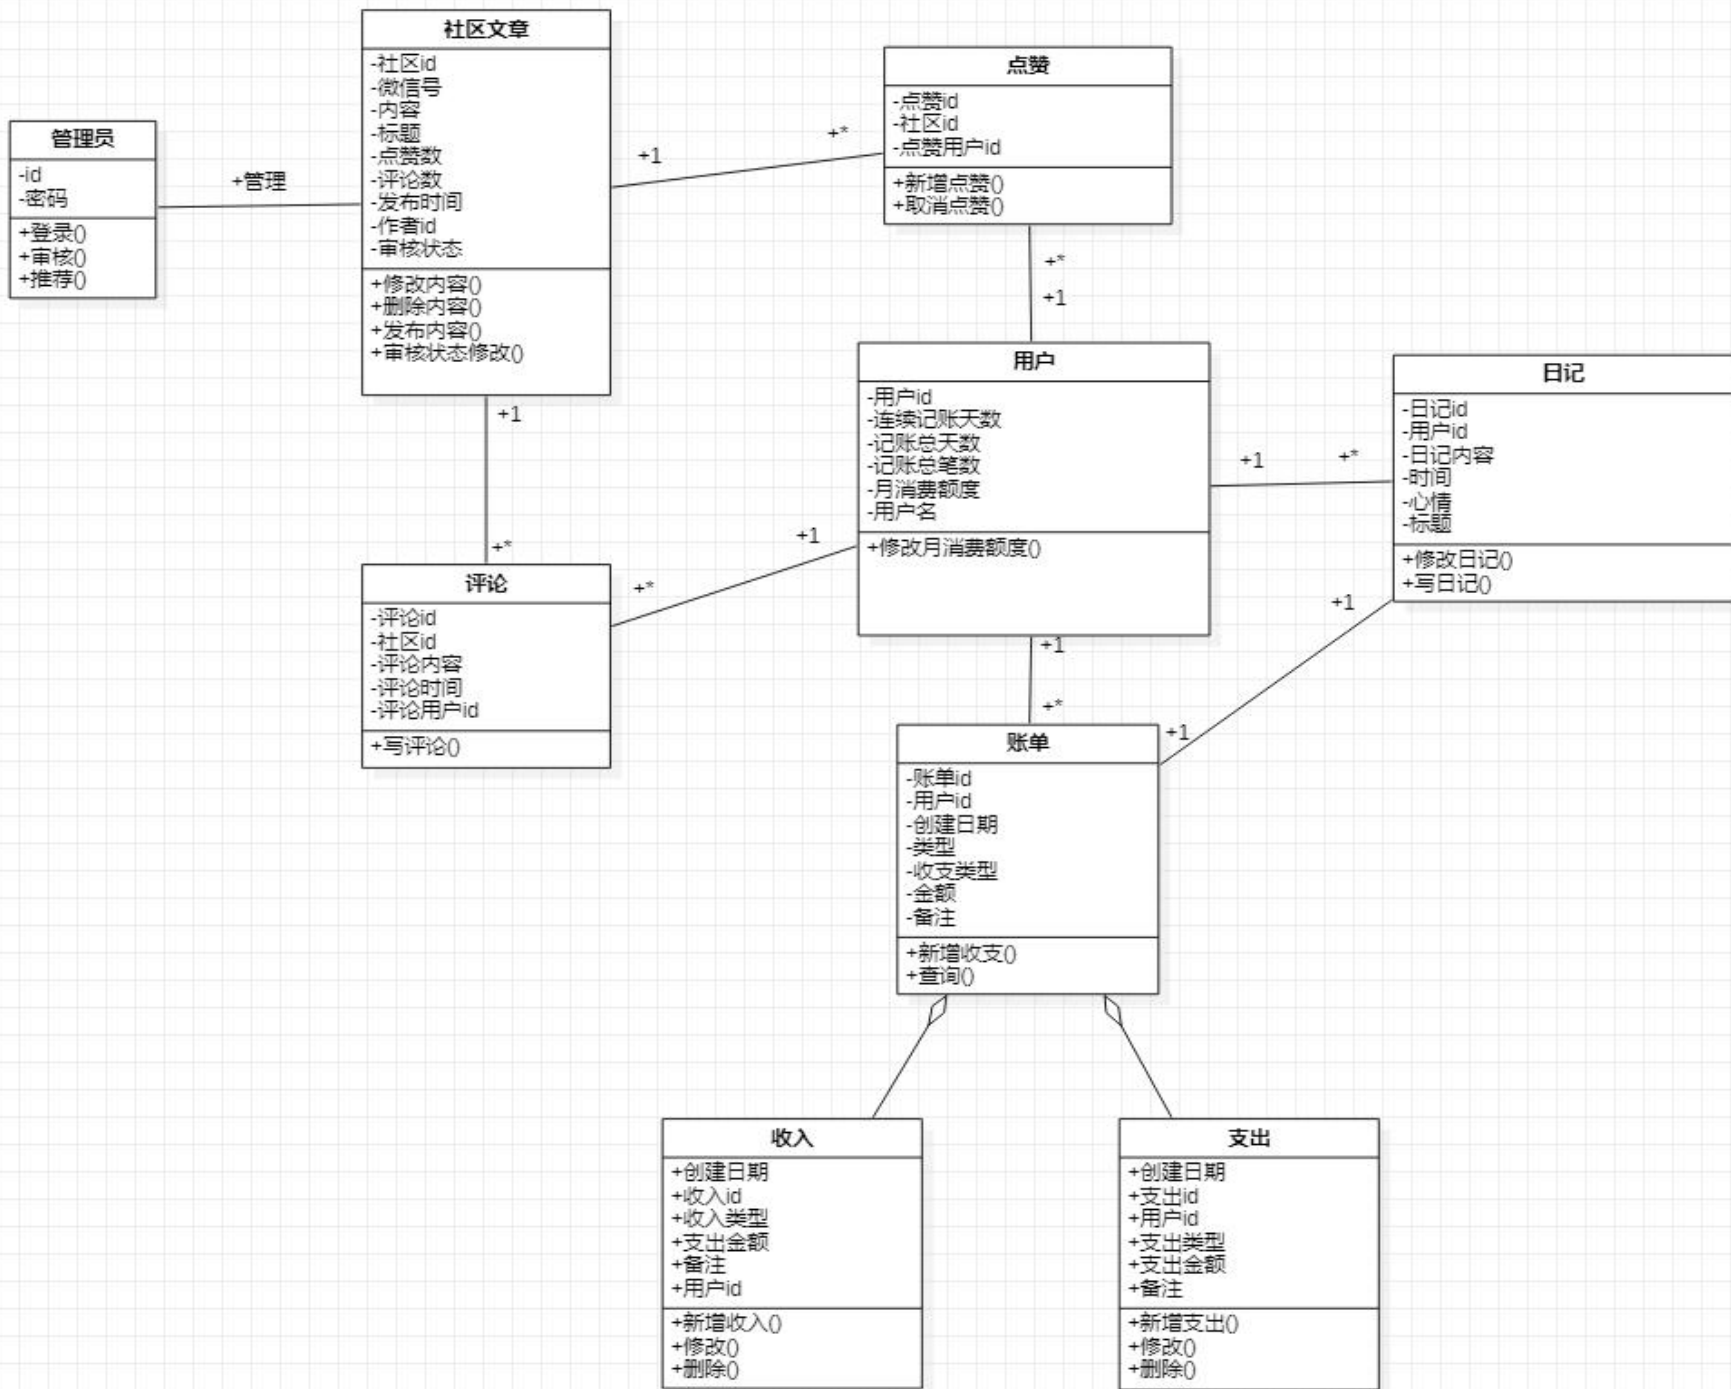 社区文章
-社区id
-微信号
-内容
-标题
-点赞数
-评论数
-发布时间
-作者id
-审核状态
+修改内容()
+删除内容()
+发布内容()
+审核状态修改()
点赞
-点赞id
-社区id
-点赞用户id
+新增点赞()
+取消点赞()
管理员
-id
-密码
+登录()
+审核()
+推荐()
+管理
+1
+*
+*
+1
用户
-用户id
-连续记账天数
-记账总天数
-记账总笔数
-月消费额度
-用户名
+修改月消费额度()
日记
-日记id
-用户id
-日记内容
-时间
-心情
-标题
+修改日记()
+写日记()
+1
+*
+1
+*
+1
+*
评论
-评论id
-社区id
-评论内容
-评论时间
-评论用户id
+写评论()
+1
+*
+1
+1
账单
-账单id
-用户id
-创建日期
-类型
-收支类型
-金额
-备注
+新增收支()
+查询()
收入
+创建日期
+收入id
+收入类型
+支出金额
+备注
+用户id
+新增收入()
+修改()
+删除()
支出
+创建日期
+支出id
+用户id
+支出类型
+支出金额
+备注
+新增支出()
+修改()
+删除()